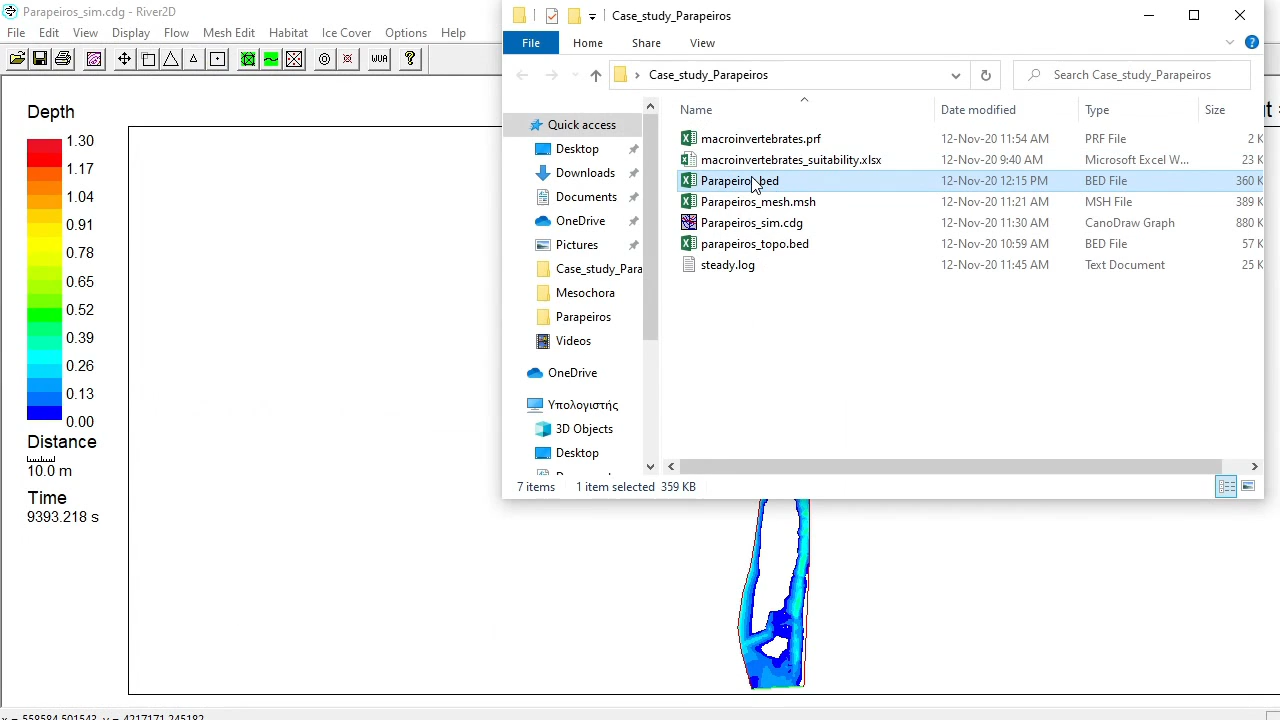 Parapeiros_sim.cdg - River2D
File Edit View Display Flow Mesh Edit Habitat Ice Cover Options Help
WUA ?
Depth
1.30
1.17
1.04
0.91
0.78
0.65
0.52
0.39
0.26
0.13
0.00
Distance
10.0 m
Time
9393.218 s
x = 558584.501543, y = 4217171.245182
Case_study_Parapeiros
File Home Share View
Case_study_Parapeiros
Search Case_study_Parapeiros
Quick access
Desktop
Downloads
Documents
OneDrive
Pictures
Case_study_Para
Mesochora
Parapeiros
Videos
OneDrive
Υπολογιστής
3D Objects
Desktop
Name Date modified Type Size
macroinvertebrates.prf 12-Nov-20 11:54 AM PRF File 2 K
macroinvertebrates_suitability.xlsx 12-Nov-20 9:40 AM Microsoft Excel W... 23 K
Parapeiros.bed 12-Nov-20 12:15 PM BED File 360 K
Parapeiros_mesh.msh 12-Nov-20 11:21 AM MSH File 389 K
Parapeiros_sim.cdg 12-Nov-20 11:30 AM CanoDraw Graph 880 K
parapeiros_topo.bed 12-Nov-20 10:59 AM BED File 57 K
steady.log 12-Nov-20 11:45 AM Text Document 25 K
7 items 1 item selected 359 KB